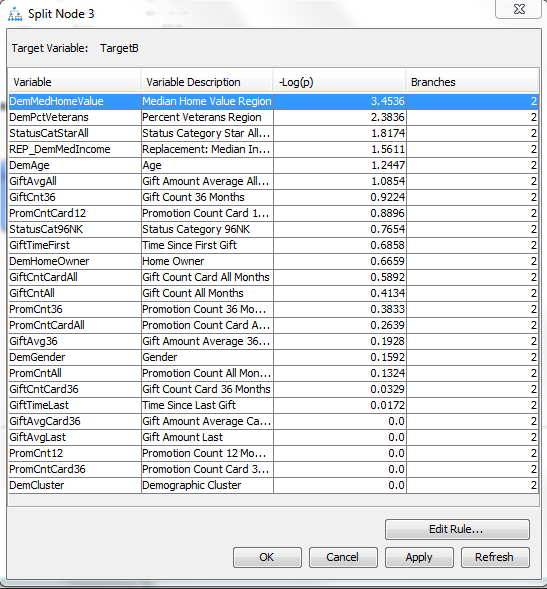 Split Node 3
Target Variable: TargetB
Variable Variable Description -Log(p) Branches
DemMedHomeValue Median Home Value Region 3.4536 2
DemPctVeterans Percent Veterans Region 2.3836 2
StatusCatStarAll Status Category Star All... 1.8174 2
REP_DemMedIncome Replacement: Median In... 1.5611 2
DemAge Age 1.2447 2
GiftAvgAll Gift Amount Average All... 1.0854 2
GiftCnt36 Gift Count 36 Months 0.9224 2
PromCntCard12 Promotion Count Card 1... 0.8896 2
StatusCat96NK Status Category 96NK 0.7654 2
GiftTimeFirst Time Since First Gift 0.6858 2
DemHomeOwner Home Owner 0.6659 2
GiftCntCardAll Gift Count Card All Months 0.5892 2
GiftCntAll Gift Count All Months 0.4134 2
PromCnt36 Promotion Count 36 Mo... 0.3833 2
PromCntCardAll Promotion Count Card A... 0.2639 2
GiftAvg36 Gift Amount Average 36... 0.1928 2
DemGender Gender 0.1592 2
PromCntAll Promotion Count All Mon... 0.1324 2
GiftCntCard36 Gift Count Card 36 Months 0.0329 2
GiftTimeLast Time Since Last Gift 0.0172 2
GiftAvgCard36 Gift Amount Average Ca... 0.0 2
GiftAvgLast Gift Amount Last 0.0 2
PromCnt12 Promotion Count 12 Mo... 0.0 2
PromCntCard36 Promotion Count Card 3... 0.0 2
DemCluster Demographic Cluster 0.0 2
Edit Rule...
OK Cancel Apply Refresh